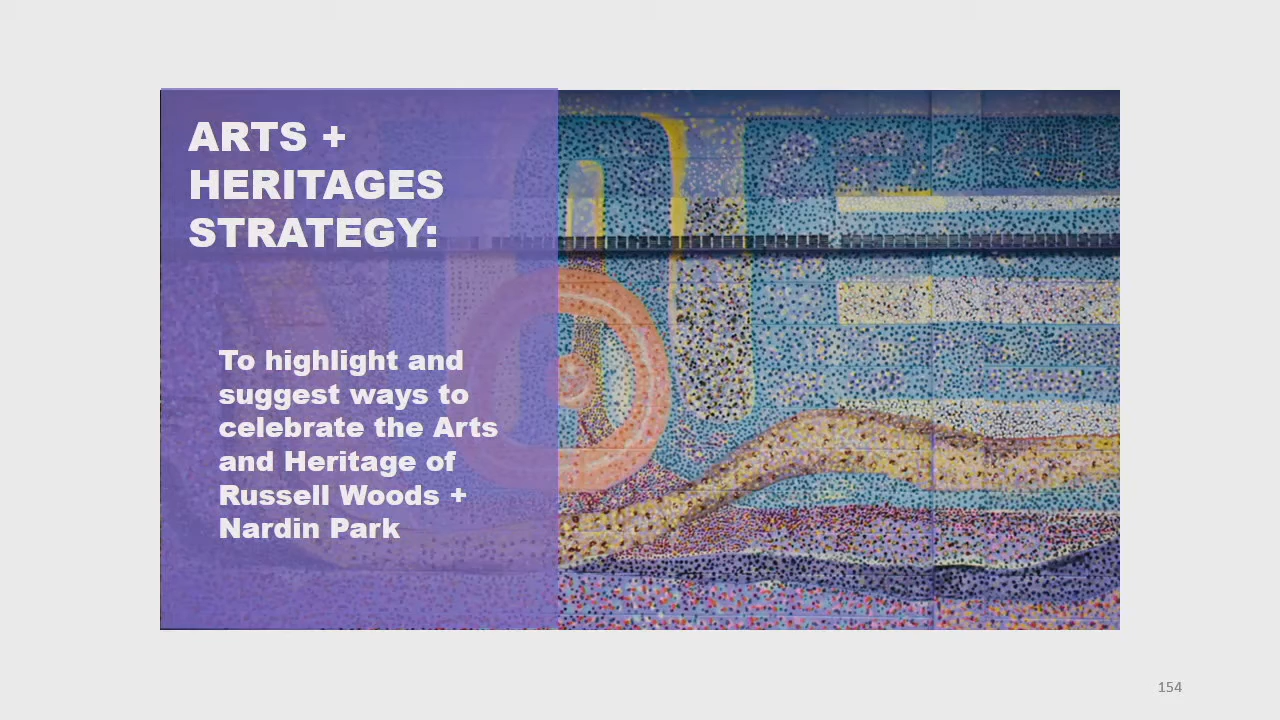 ARTS +
HERITAGES
STRATEGY:
To highlight and
suggest ways to
celebrate the Arts
and Heritage of
Russell Woods +
Nardin Park
154